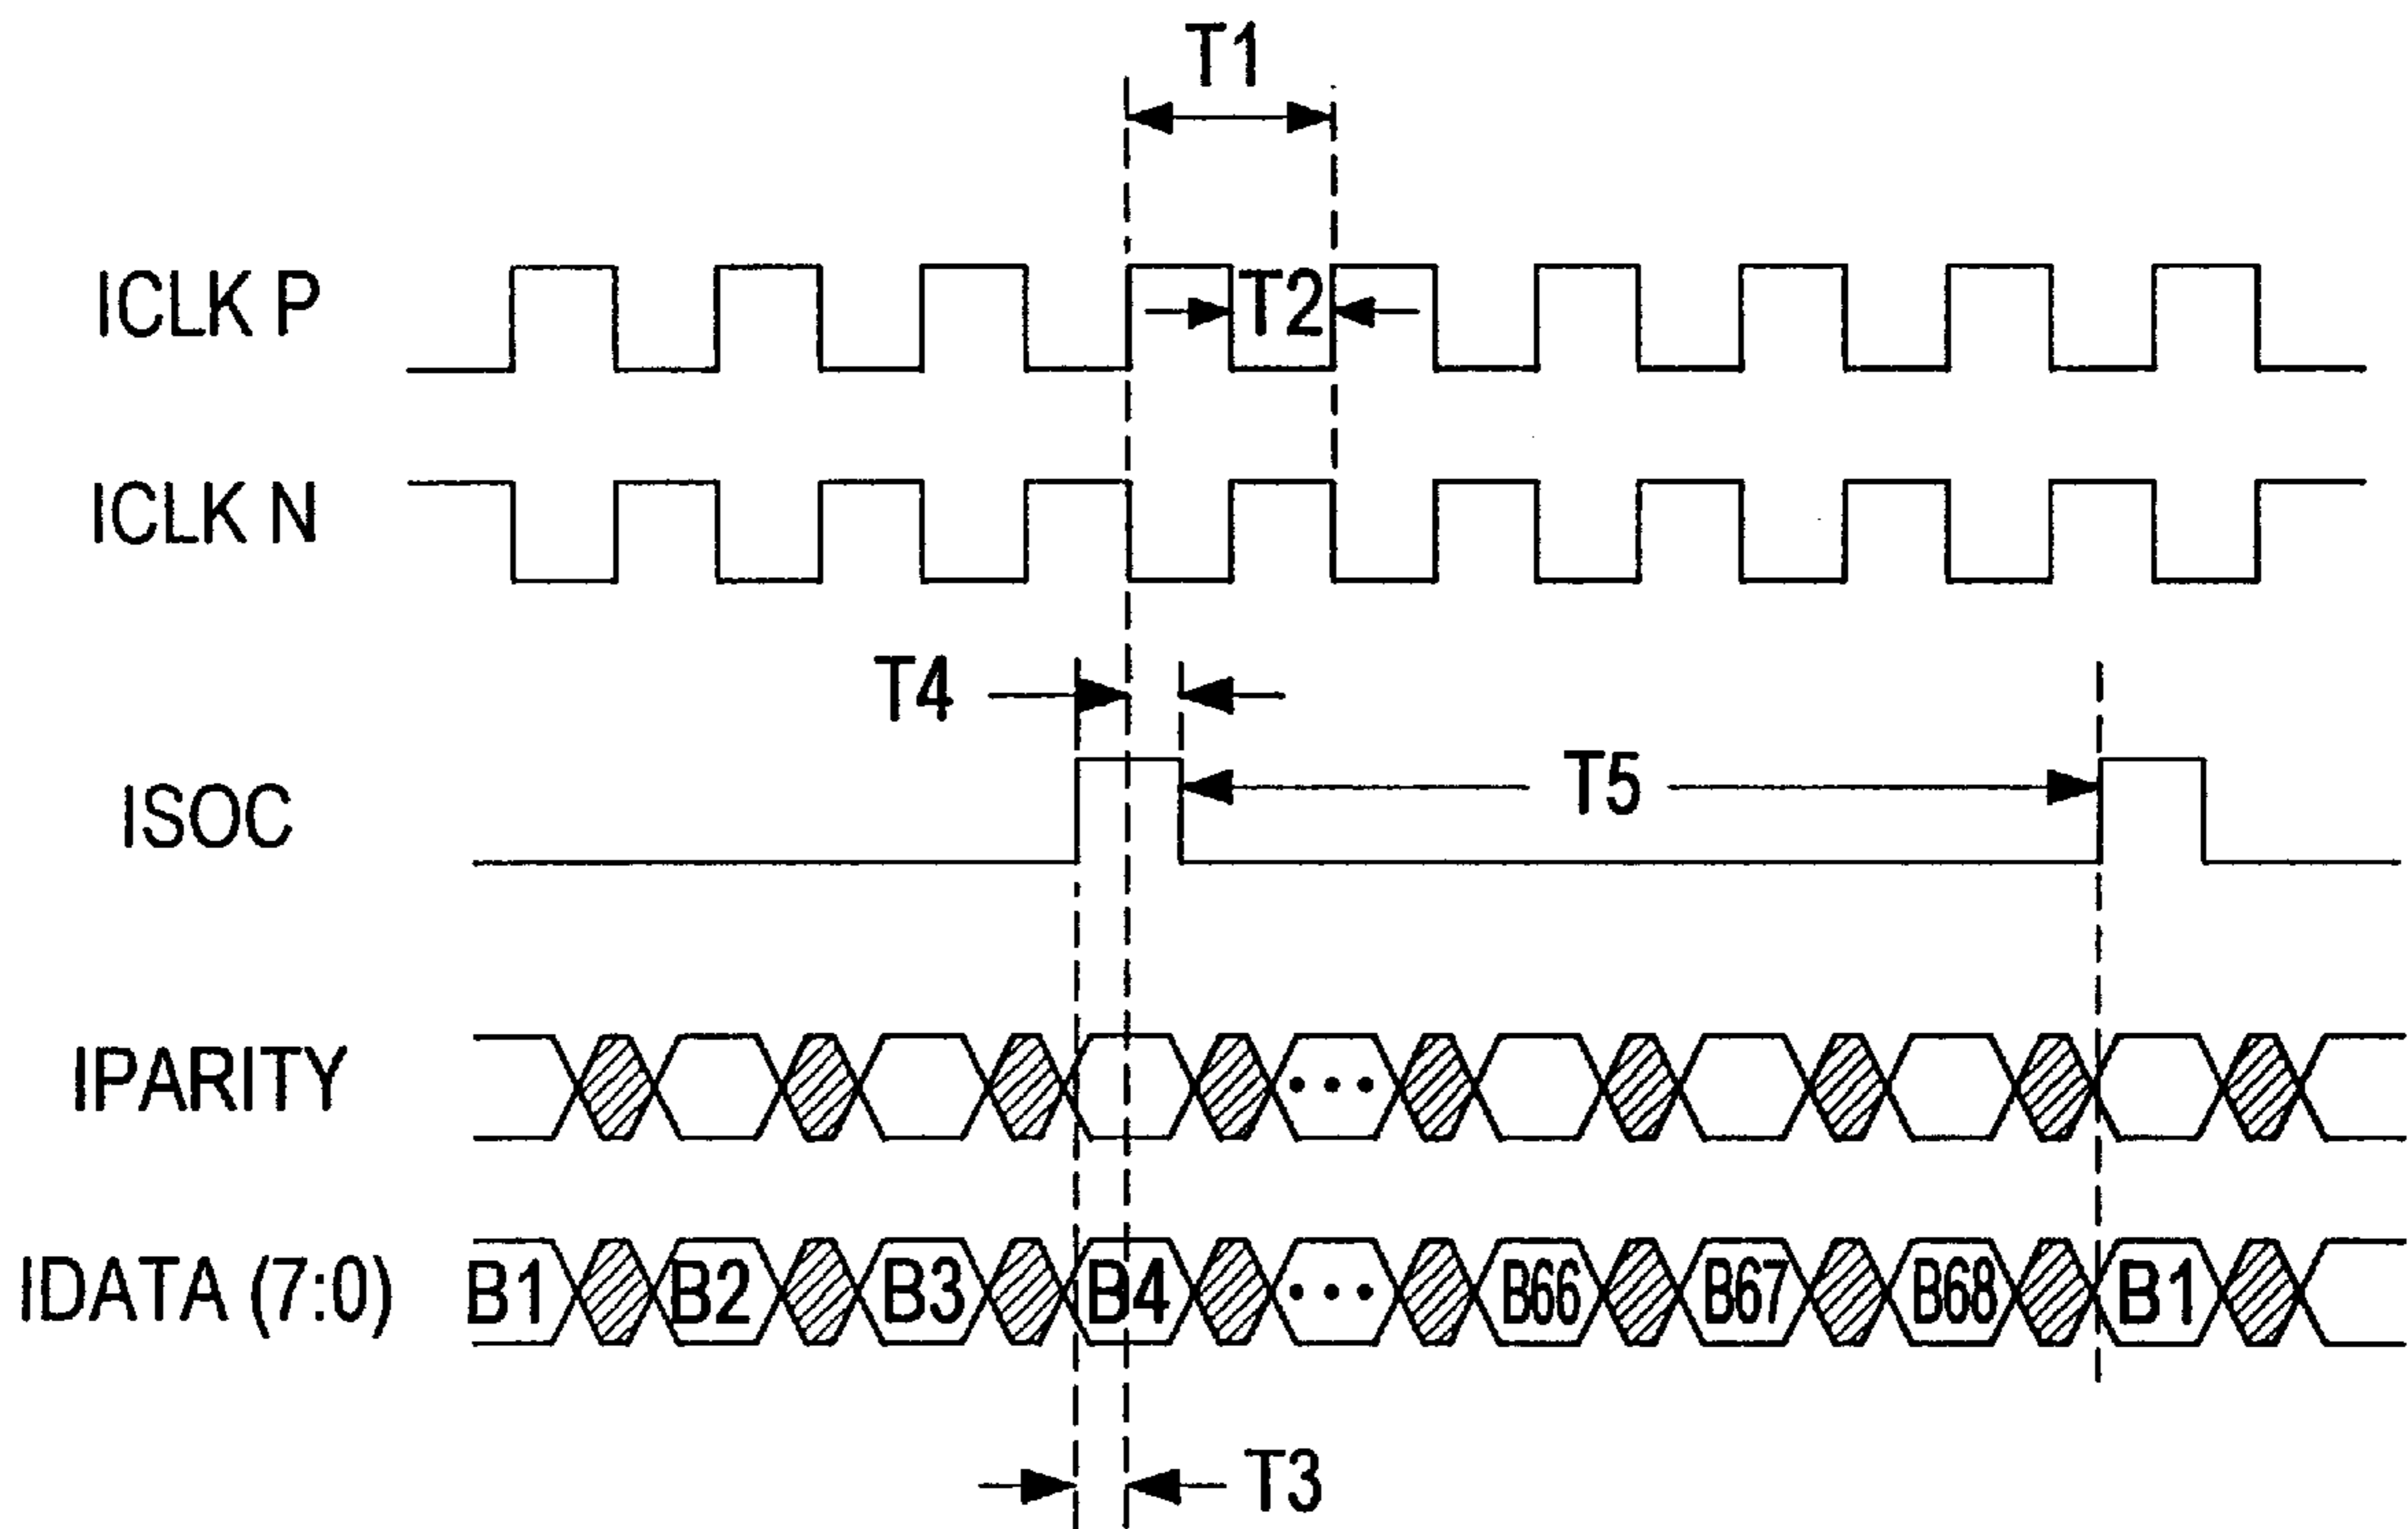 T1
ICLK P
T2
ICLK N
T4
ISOC
T5
IPARITY
• • •
IDATA (7:0)
B1 B2 B3 B4 • • • B66 B67 B68 B1
T3